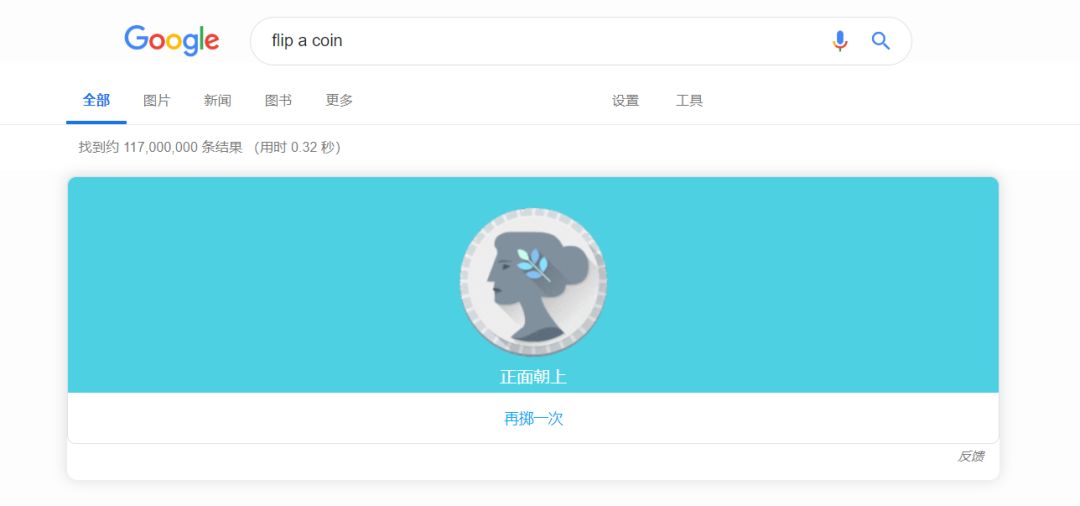 Google flip a coin
全部 图片 新闻 图书 更多 设置 工具
找到约 117,000,000 条结果 （用时 0.32 秒）
正面朝上
再掷一次
反馈